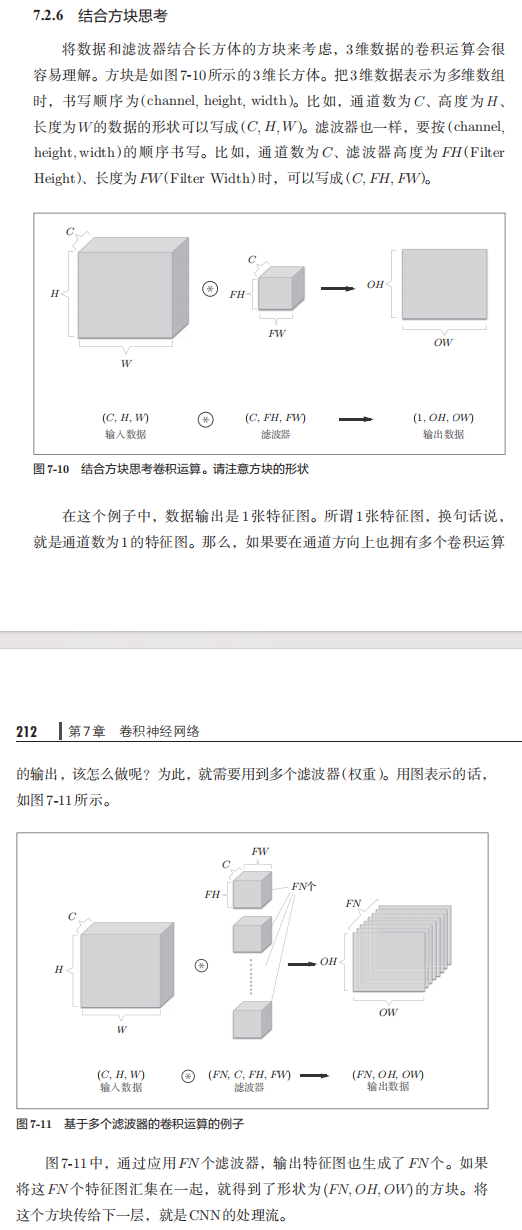 7.2.6 结合方块思考
将数据和滤波器结合长方体的方块来考虑，3维数据的卷积运算会很
容易理解。方块是如图7-10所示的3维长方体。把3维数据表示为多维数组
时，书写顺序为(channel, height, width)。比如，通道数为C、高度为H、
长度为W的数据的形状可以写成(C, H, W)。滤波器也一样，要按(channel,
height, width)的顺序书写。比如，通道数为C、滤波器高度为FH(Filter
Height)、长度为FW(Filter Width)时，可以写成(C, FH, FW)。
C
H
W
*
C
FH
FW
OH
OW
(C, H, W) * (C, FH, FW) (1, OH, OW)
输入数据 滤波器 输出数据
图7-10 结合方块思考卷积运算。请注意方块的形状
在这个例子中，数据输出是1张特征图。所谓1张特征图，换句话说，
就是通道数为1的特征图。那么，如果要在通道方向上也拥有多个卷积运算
212 第7章 卷积神经网络
的输出，该怎么做呢？为此，就需要用到多个滤波器(权重)。用图表示的话，
如图7-11所示。
C
H
W
*
FW
C
FH
FN个
FN
OH
OW
(C, H, W) * (FN, C, FH, FW) (FN, OH, OW)
输入数据 滤波器 输出数据
图7-11 基于多个滤波器的卷积运算的例子
图7-11中，通过应用FN个滤波器，输出特征图也生成了FN个。如果
将这FN个特征图汇集在一起，就得到了形状为(FN, OH, OW)的方块。将
这个方块传给下一层，就是CNN的处理流。